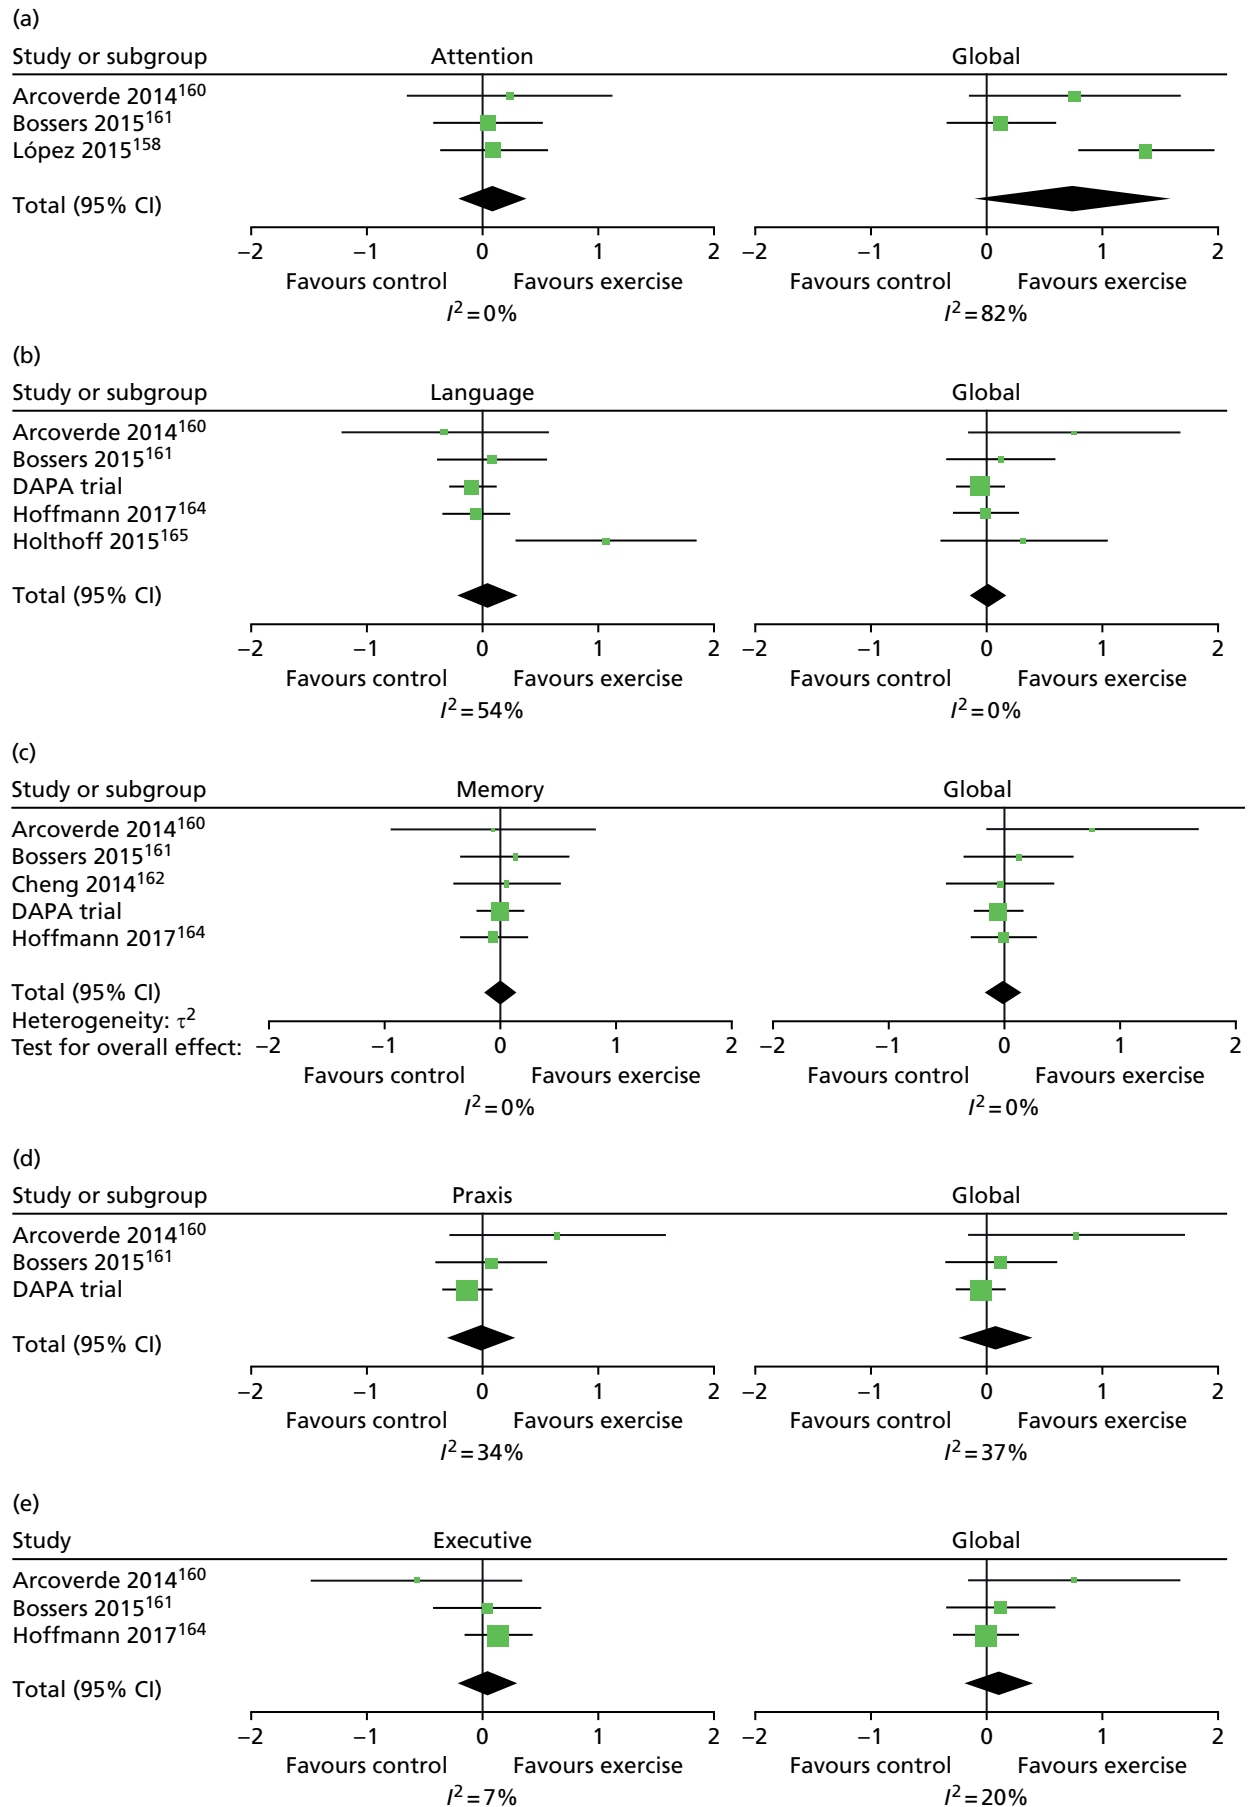 (a)
Study or subgroup Attention Global
Arcoverde 2014¹⁶⁰
Bossers 2015¹⁶¹
López 2015¹⁵⁸
Total (95% CI)
−2 −1 0 1 2 −2 −1 0 1 2
Favours control Favours exercise Favours control Favours exercise
I² = 0% I² = 82%
(b)
Study or subgroup Language Global
Arcoverde 2014¹⁶⁰
Bossers 2015¹⁶¹
DAPA trial
Hoffmann 2017¹⁶⁴
Holthoff 2015¹⁶⁵
Total (95% CI)
−2 −1 0 1 2 −2 −1 0 1 2
Favours control Favours exercise Favours control Favours exercise
I² = 54% I² = 0%
(c)
Study or subgroup Memory Global
Arcoverde 2014¹⁶⁰
Bossers 2015¹⁶¹
Cheng 2014¹⁶²
DAPA trial
Hoffmann 2017¹⁶⁴
Total (95% CI)
Heterogeneity: τ²
Test for overall effect: −2 −1 0 1 2 −2 −1 0 1 2
Favours control Favours exercise Favours control Favours exercise
I² = 0% I² = 0%
(d)
Study or subgroup Praxis Global
Arcoverde 2014¹⁶⁰
Bossers 2015¹⁶¹
DAPA trial
Total (95% CI)
−2 −1 0 1 2 −2 −1 0 1 2
Favours control Favours exercise Favours control Favours exercise
I² = 34% I² = 37%
(e)
Study Executive Global
Arcoverde 2014¹⁶⁰
Bossers 2015¹⁶¹
Hoffmann 2017¹⁶⁴
Total (95% CI)
−2 −1 0 1 2 −2 −1 0 1 2
Favours control Favours exercise Favours control Favours exercise
I² = 7% I² = 20%